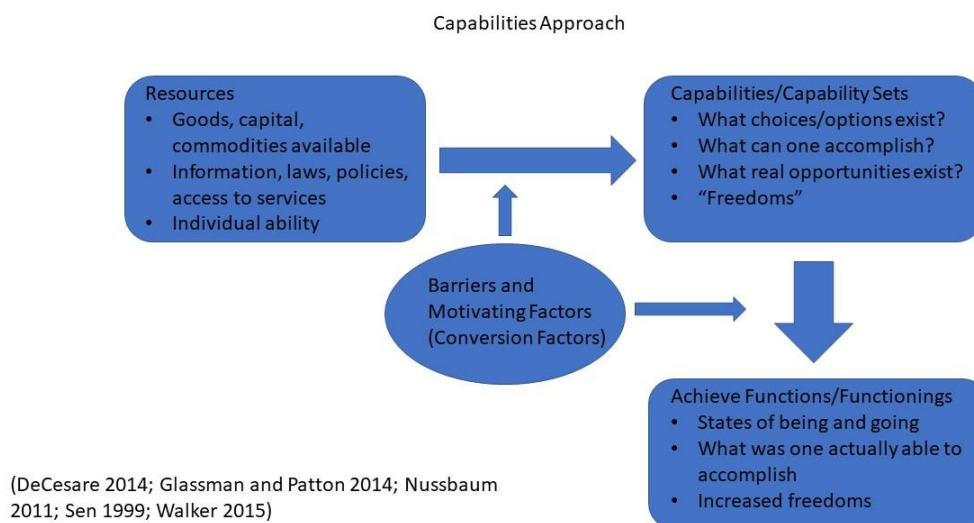 Capabilities Approach
Resources
• Goods, capital,
commodities available
• Information, laws, policies,
access to services
• Individual ability
Capabilities/Capability Sets
• What choices/options exist?
• What can one accomplish?
• What real opportunities exist?
• “Freedoms”
Barriers and
Motivating Factors
(Conversion Factors)
Achieve Functions/Functionings
• States of being and going
• What was one actually able to
accomplish
• Increased freedoms
(DeCesare 2014; Glassman and Patton 2014; Nussbaum
2011; Sen 1999; Walker 2015)